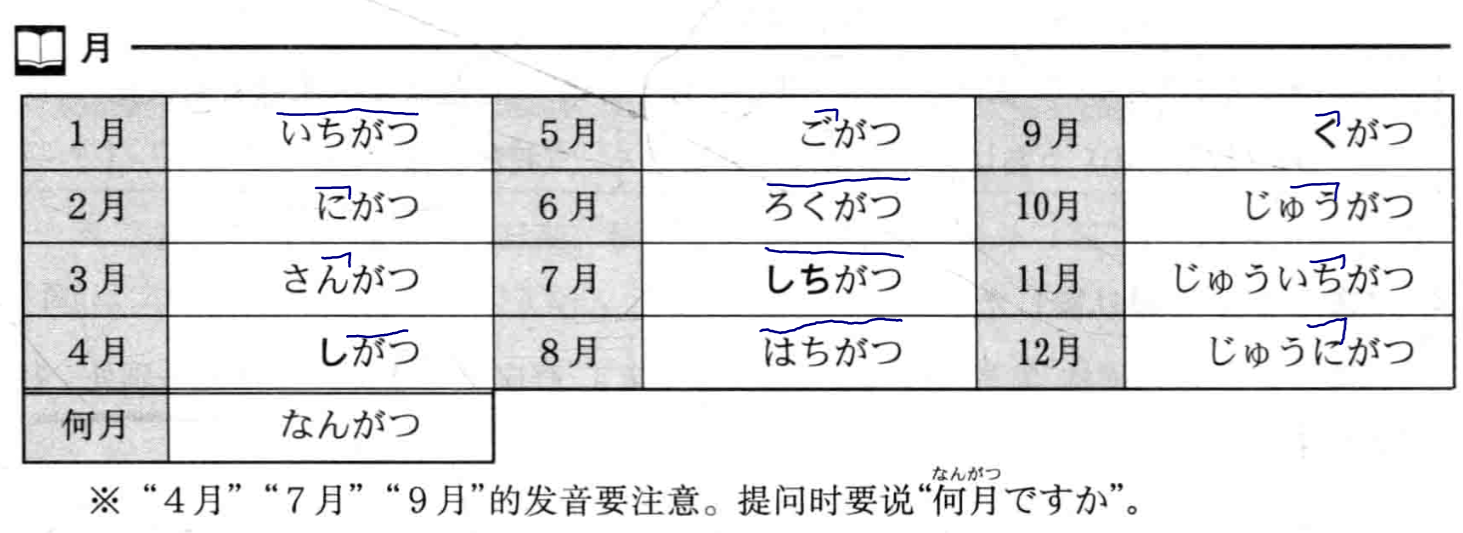 月
1月 いちがつ 5月 ごがつ 9月 くがつ
2月 にがつ 6月 ろくがつ 10月 じゅうがつ
3月 さんがつ 7月 しちがつ 11月 じゅういちがつ
4月 しがつ 8月 はちがつ 12月 じゅうにがつ
何月 なんがつ
なんがつ
※“4月”“7月”“9月”的发音要注意。提问时要说“何月ですか”。